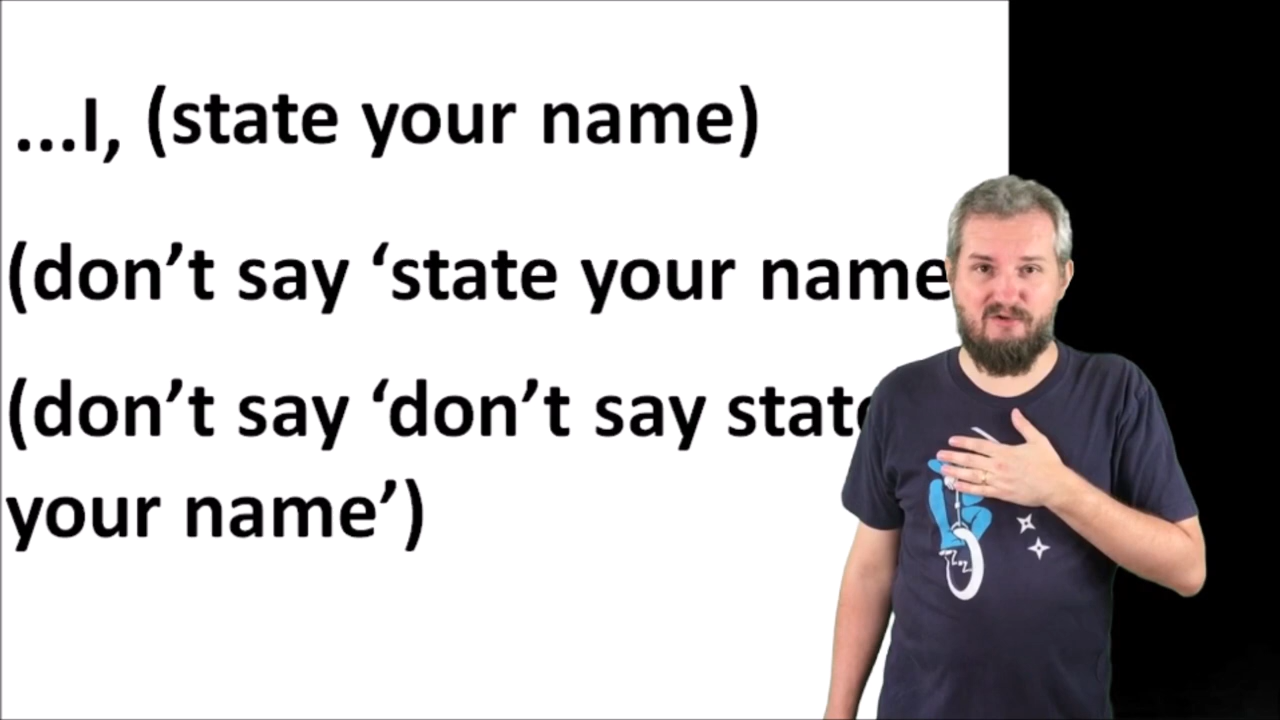 ...I, (state your name)
(don’t say ‘state your name
(don’t say ‘don’t say
your name’)